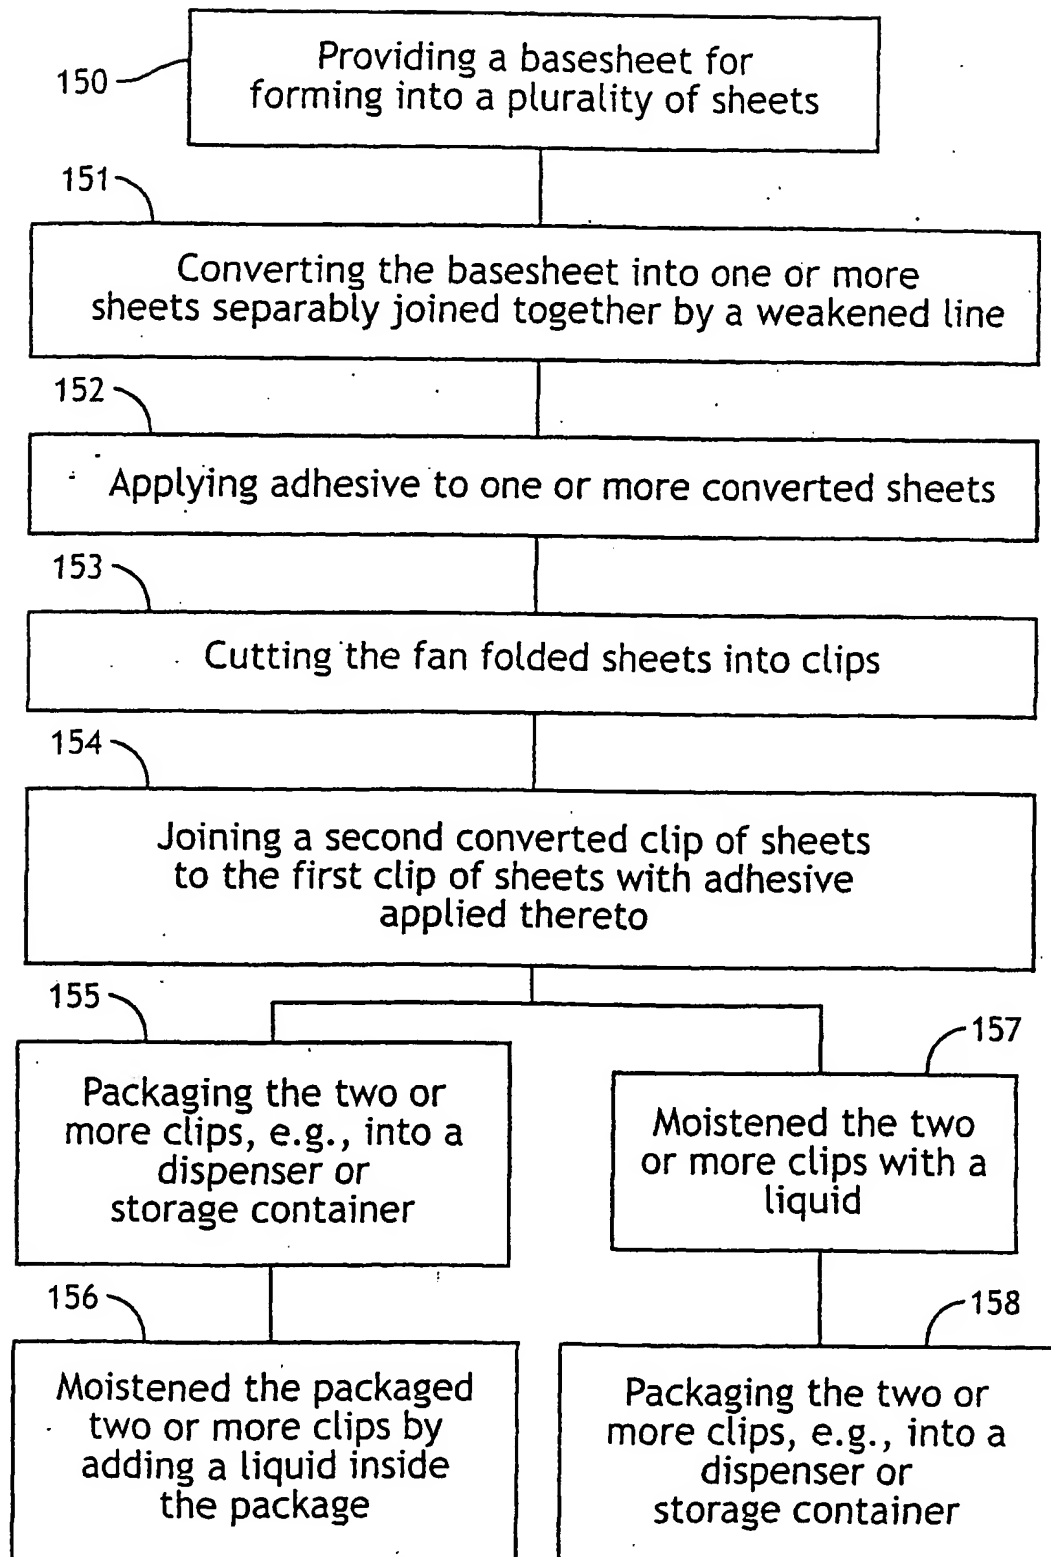 150
Providing a basesheet for
forming into a plurality of sheets
151
Converting the basesheet into one or more
sheets separably joined together by a weakened line
152
Applying adhesive to one or more converted sheets
153
Cutting the fan folded sheets into clips
154
Joining a second converted clip of sheets
to the first clip of sheets with adhesive
applied thereto
155
Packaging the two or
more clips, e.g., into a
dispenser or
storage container
157
Moistened the two
or more clips with a
liquid
156
Moistened the packaged
two or more clips by
adding a liquid inside
the package
158
Packaging the two or
more clips, e.g., into a
dispenser or
storage container